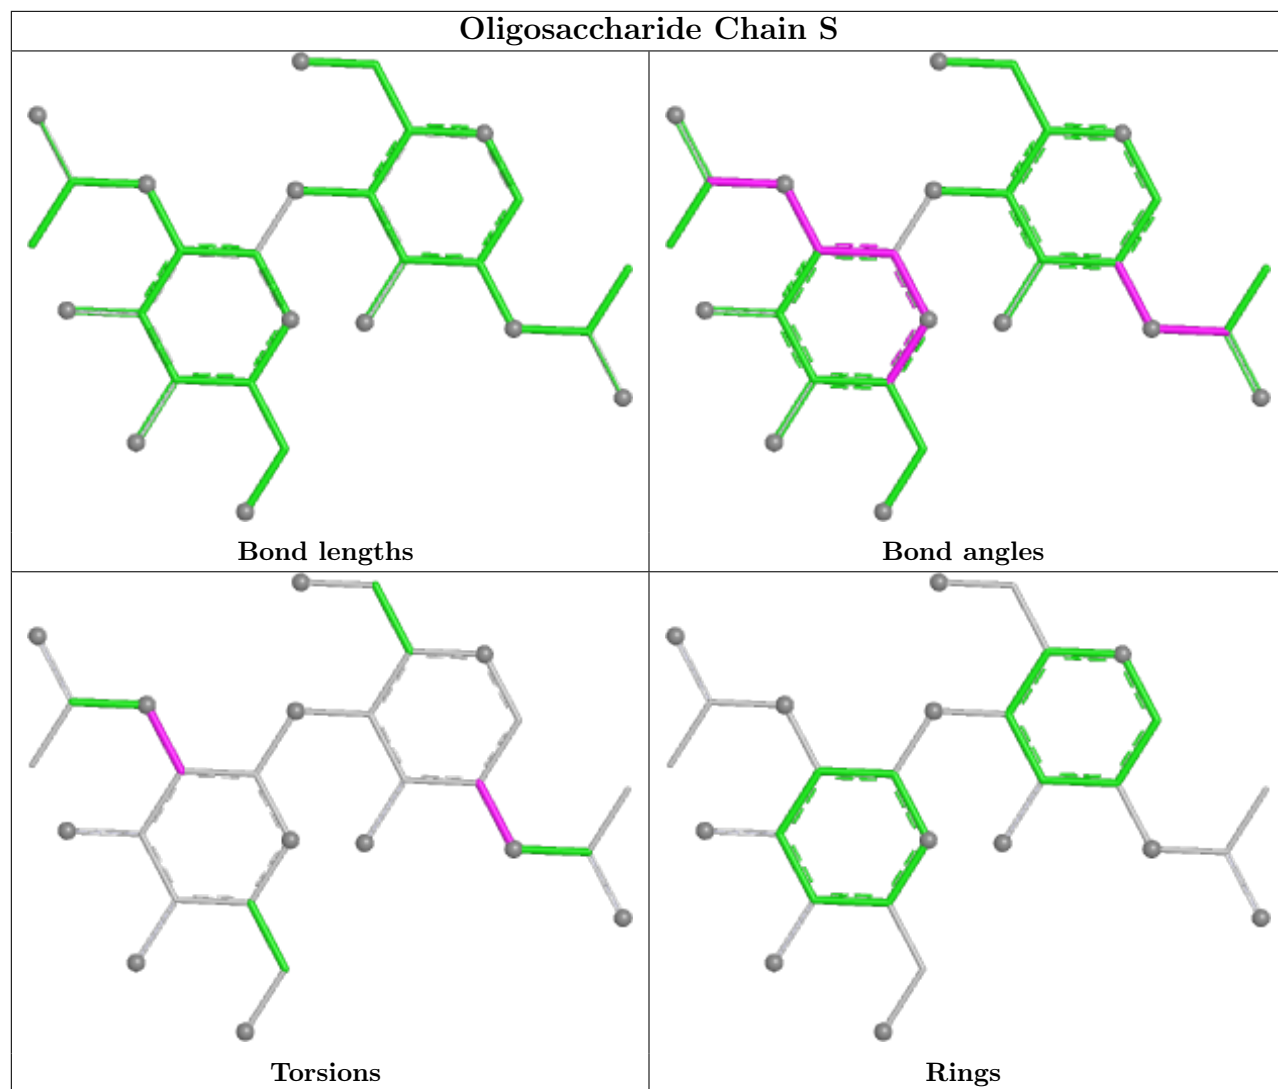 Oligosaccharide Chain S
Bond lengths
Bond angles
Torsions
Rings